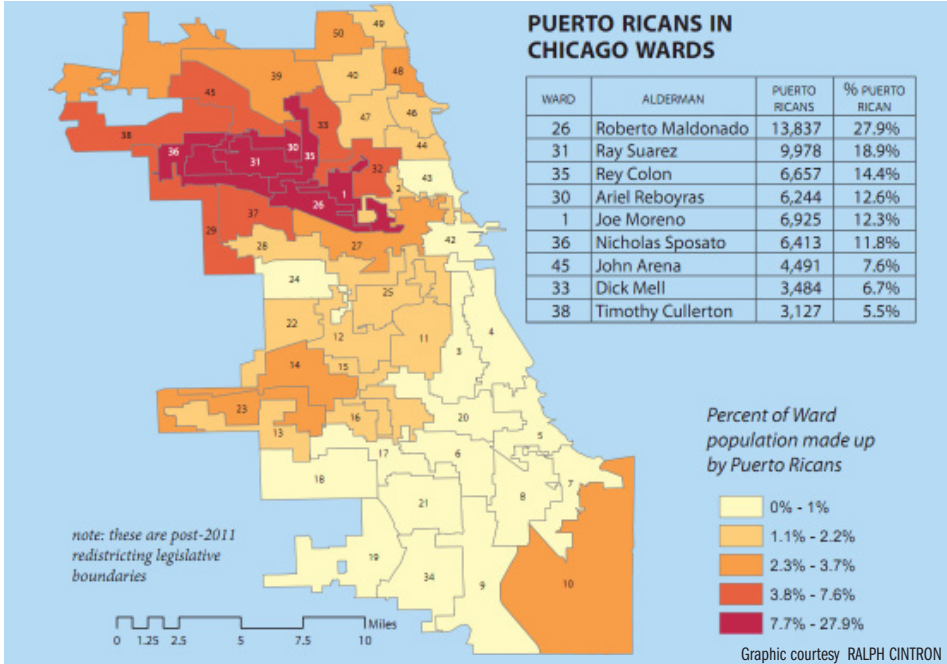 PUERTO RICANS IN
CHICAGO WARDS
WARD ALDERMAN PUERTO RICANS % PUERTO RICAN
26 Roberto Maldonado 13,837 27.9%
31 Ray Suarez 9,978 18.9%
35 Rey Colon 6,657 14.4%
30 Ariel Reboyras 6,244 12.6%
1 Joe Moreno 6,925 12.3%
36 Nicholas Sposato 6,413 11.8%
45 John Arena 4,491 7.6%
33 Dick Mell 3,484 6.7%
38 Timothy Cullerton 3,127 5.5%
49
50
39
40
48
45
47
46
33
38
44
36
30
35
31
32
43
1
2
26
37
29
27
42
28
24
25
4
22
12
11
3
14
15
23
16
20
13
5
17
6
18
7
8
21
10
19
34
9
Percent of Ward
population made up
by Puerto Ricans
0% - 1%
1.1% - 2.2%
2.3% - 3.7%
3.8% - 7.6%
7.7% - 27.9%
note: these are post-2011
redistricting legislative
boundaries
Miles
0 1.25 2.5 5 7.5 10
Graphic courtesy RALPH CINTRON